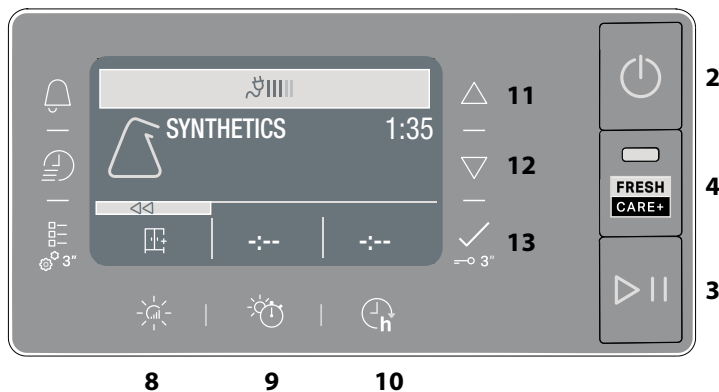 2
11
SYNTHETICS 1:35
12
FRESH
CARE+
4
-:-- -:--
13
3"
3"
3
h
8 9 10